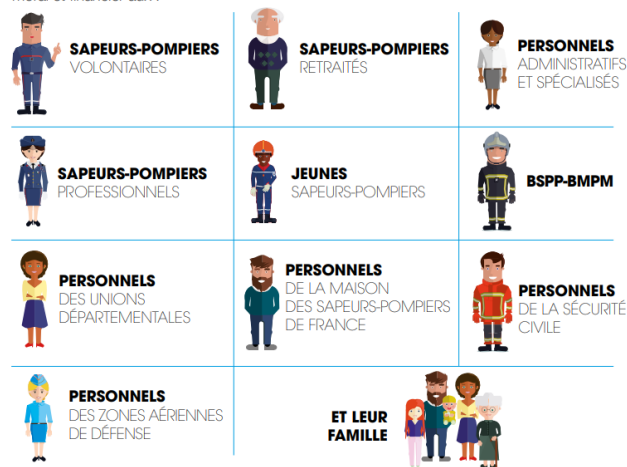 SAPEURS-POMPIERS
VOLONTAIRES
SAPEURS-POMPIERS
RETRAITÉS
PERSONNELS
ADMINISTRATIFS
ET SPÉCIALISÉS
SAPEURS-POMPIERS
PROFESSIONNELS
JEUNES
SAPEURS-POMPIERS
BSPP-BMPM
PERSONNELS
DES UNIONS
DÉPARTEMENTALES
PERSONNELS
DE LA MAISON
DES SAPEURS-POMPIERS
DE FRANCE
PERSONNELS
DE LA SÉCURITÉ
CIVILE
PERSONNELS
DES ZONES AÉRIENNES
DE DÉFENSE
ET LEUR
FAMILLE